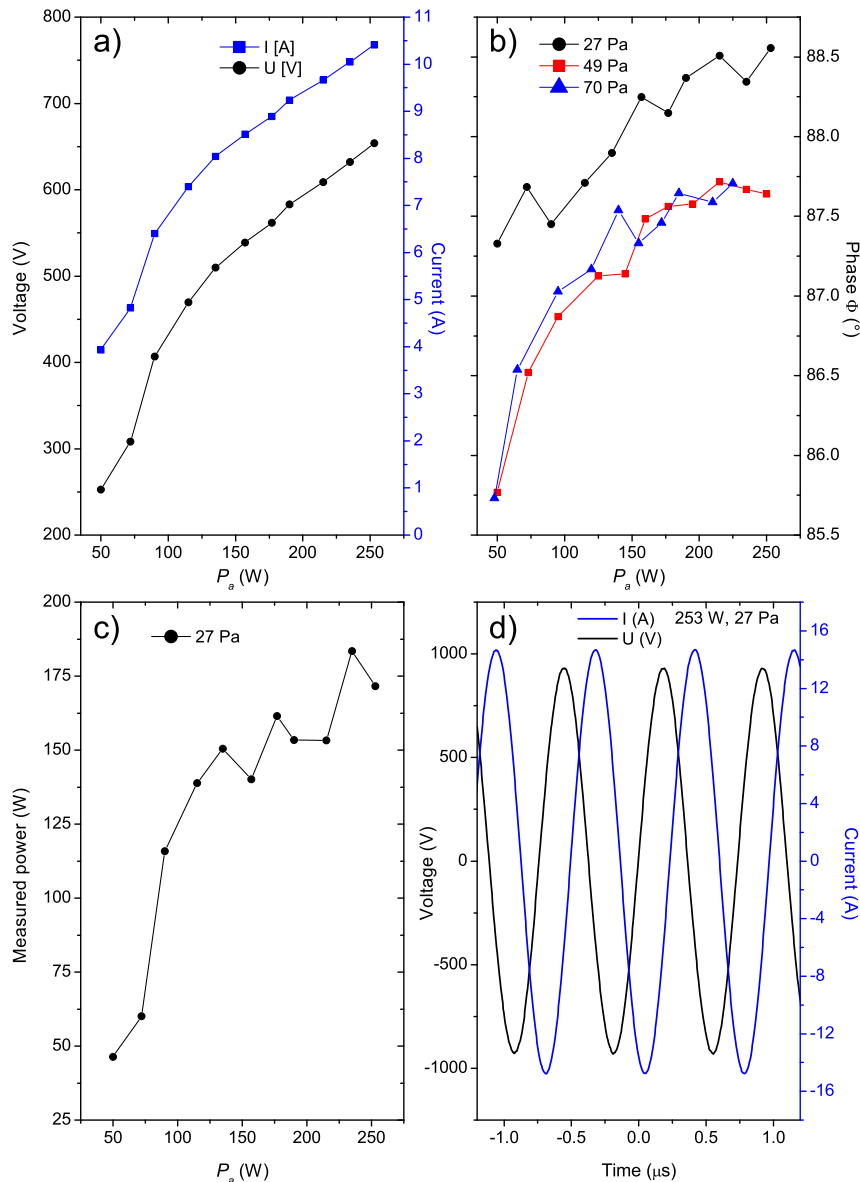 a)
I [A]
U [V]
800
700
600
500
400
300
200
Voltage (V)
11
10
9
8
7
6
5
4
3
2
1
0
Current (A)
50 100 150 200 250
P_a (W)
b)
27 Pa
49 Pa
70 Pa
88.5
88.0
87.5
87.0
86.5
86.0
85.5
Phase Φ (°)
50 100 150 200 250
P_a (W)
c)
27 Pa
200
175
150
125
100
75
50
25
Measured power (W)
50 100 150 200 250
P_a (W)
d)
I (A) 253 W, 27 Pa
U (V)
1000
500
0
-500
-1000
Voltage (V)
16
12
8
4
0
-4
-8
-12
-16
Current (A)
-1.0 -0.5 0.0 0.5 1.0
Time (μs)